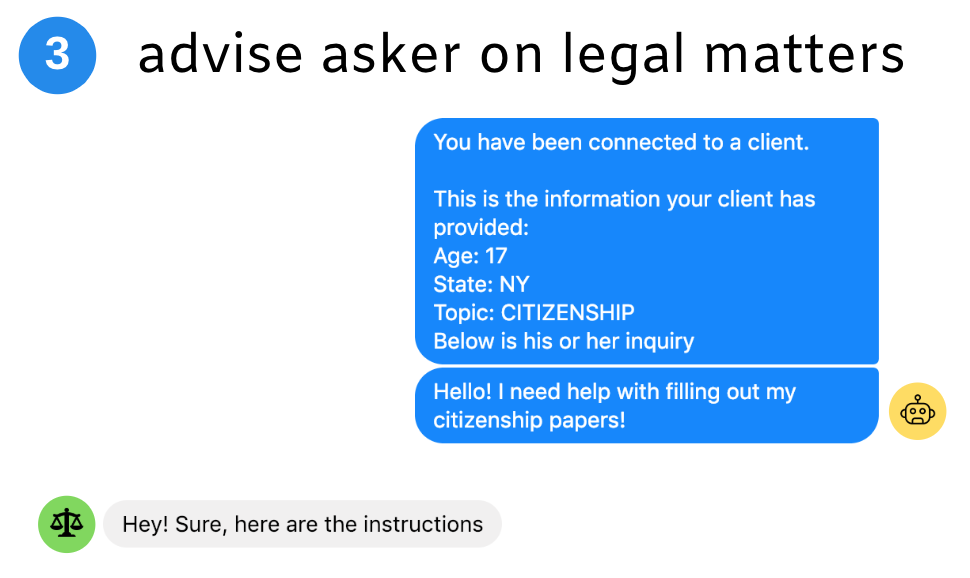 3
advise asker on legal matters
You have been connected to a client.
This is the information your client has
provided:
Age: 17
State: NY
Topic: CITIZENSHIP
Below is his or her inquiry
Hello! I need help with filling out my
citizenship papers!
Hey! Sure, here are the instructions